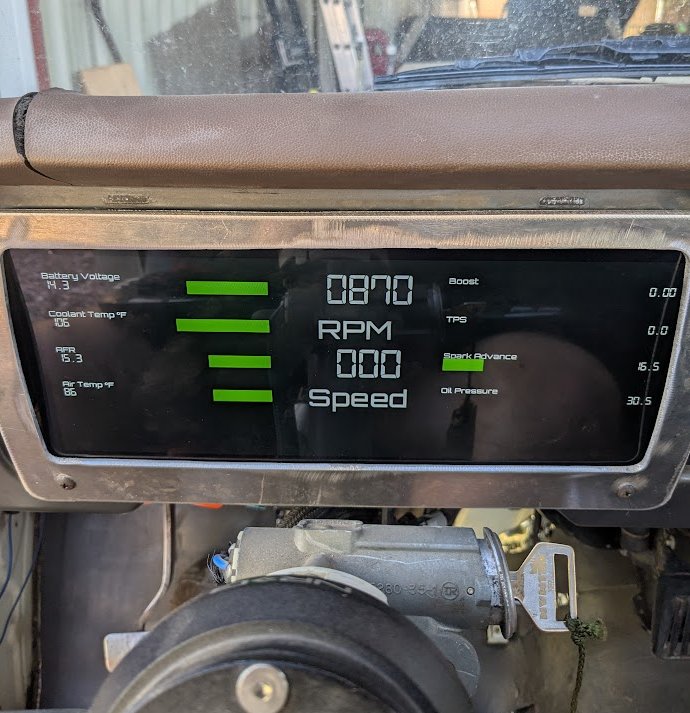 Battery Voltage
14.3
Coolant Temp °F
106
AFR
15.3
Air Temp °F
86
0870
RPM
000
Speed
Boost
0.00
TPS
0.0
Spark Advance
16.5
Oil Pressure
30.5